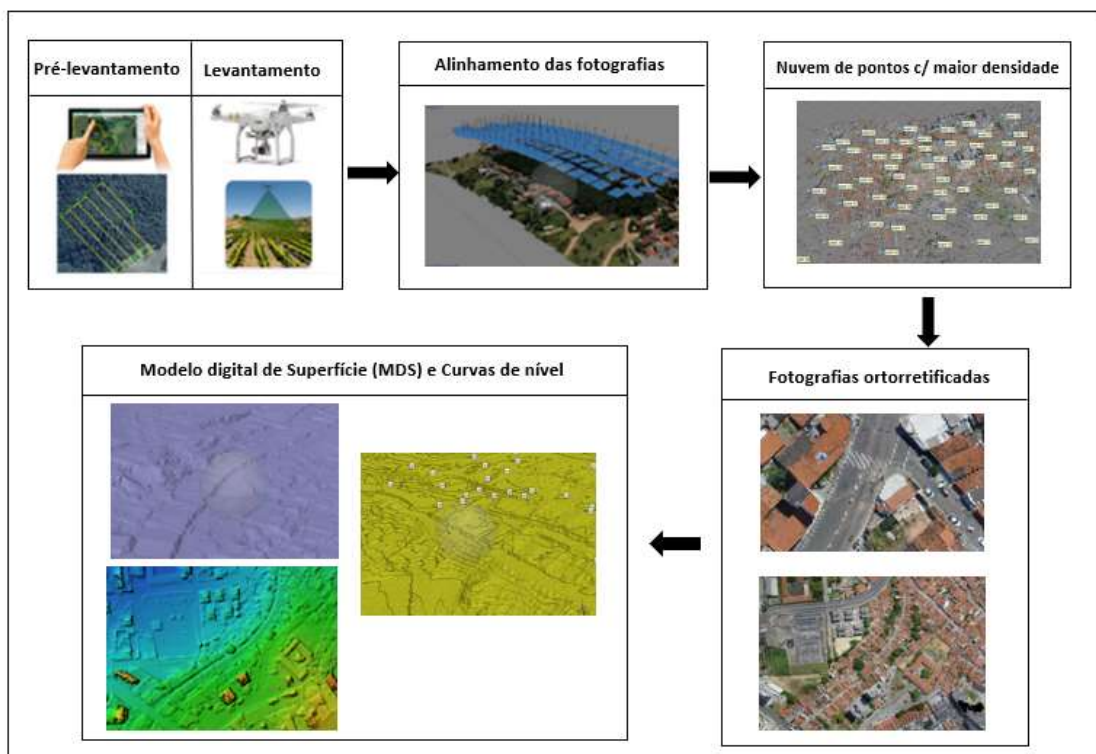 Pré-levantamento
Levantamento
Alinhamento das fotografias
Nuvem de pontos c/ maior densidade
Modelo digital de Superfície (MDS) e Curvas de nível
Fotografias ortorretificadas